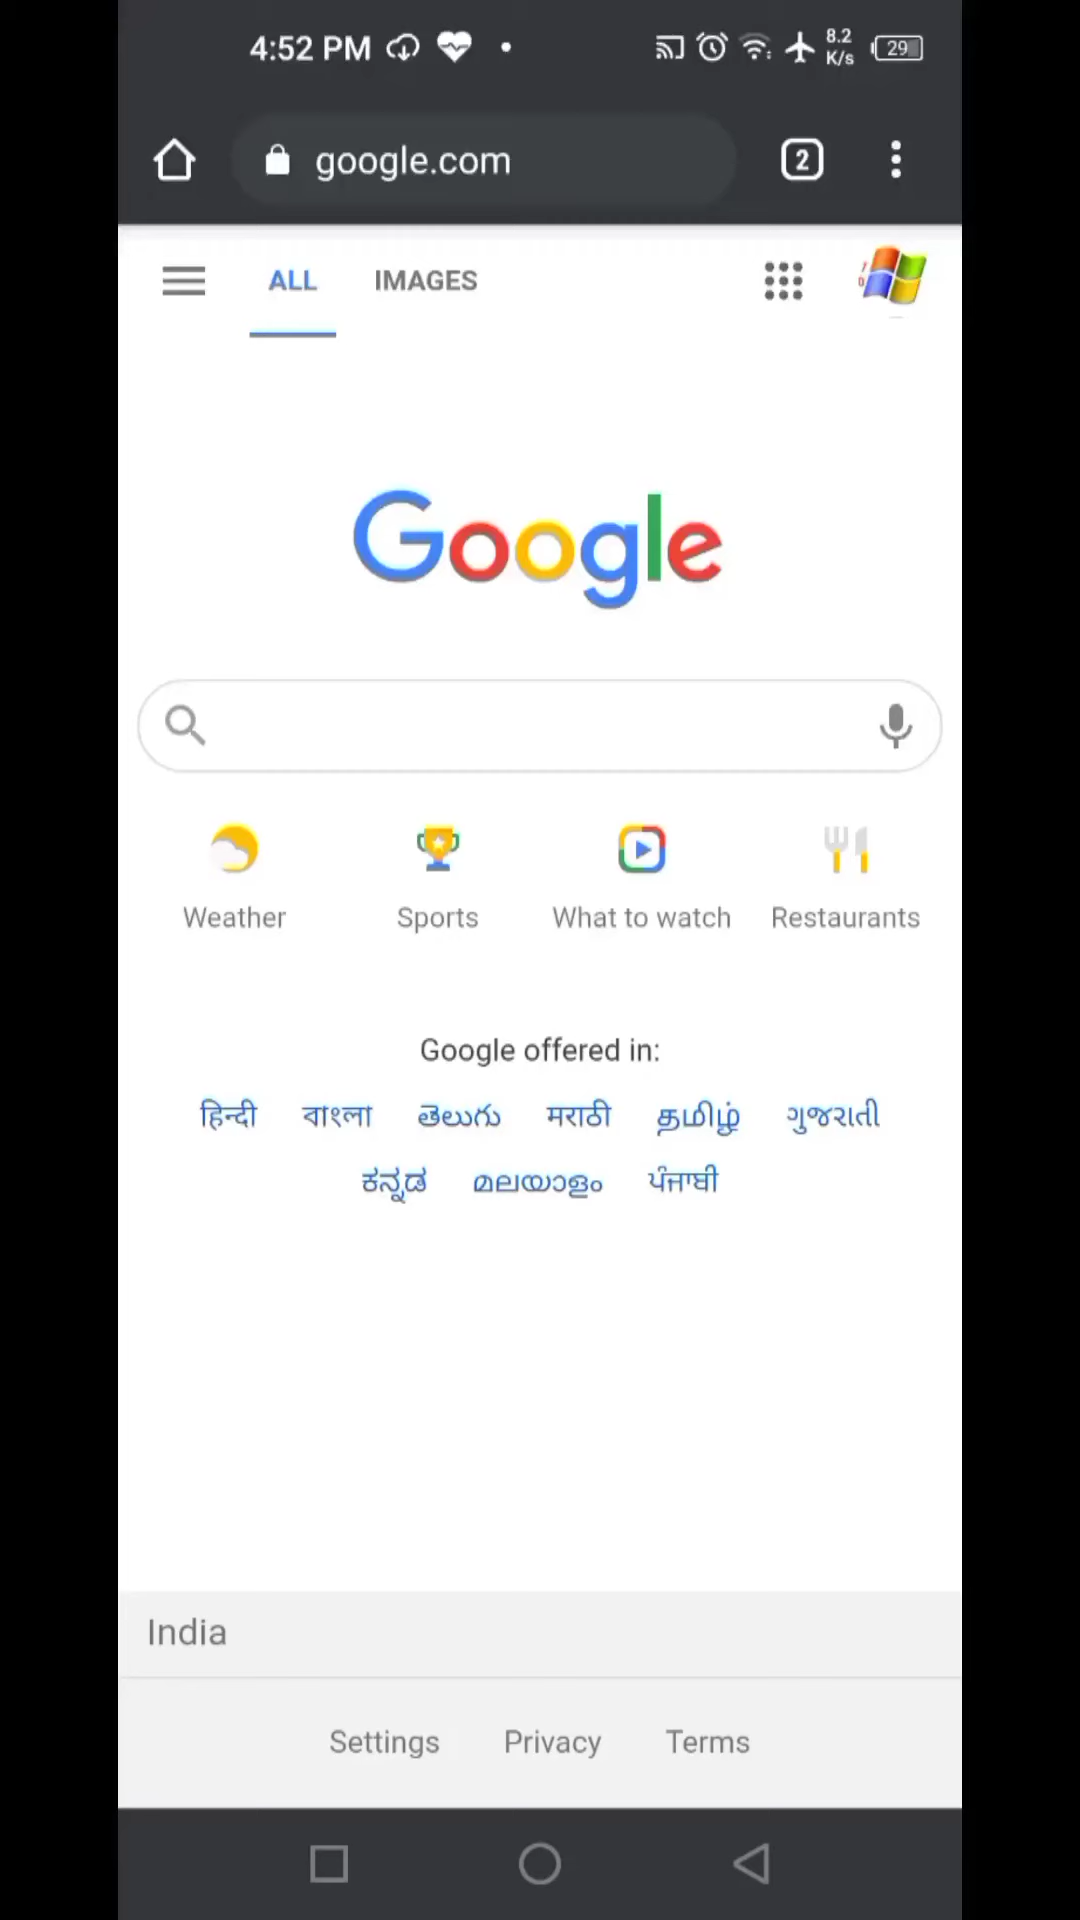 4:52 PM 8.2 K/s 29
google.com 2
ALL IMAGES
Google
Weather Sports What to watch Restaurants
Google offered in:
हिन्दी বাংলা తెలుగు मराठी தமிழ் ગુજરાતી
ಕನ್ನಡ മലയാളം ਪੰਜਾਬੀ
India
Settings Privacy Terms